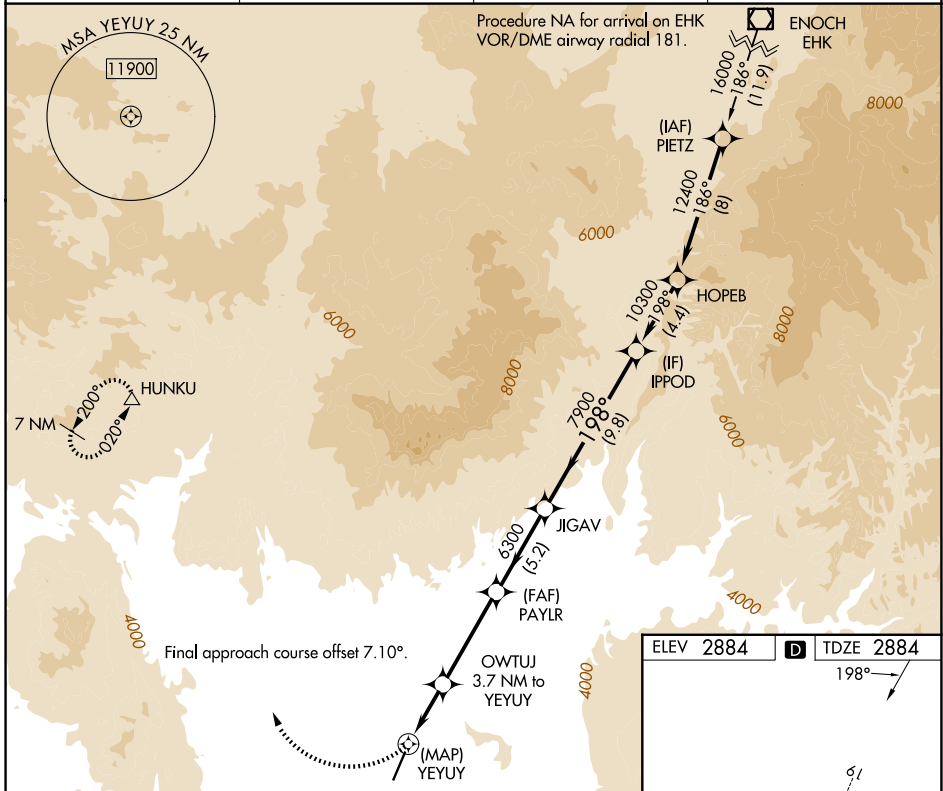 MSA YEYUY 25 NM
11900
Procedure NA for arrival on EHK
VOR/DME airway radial 181.
ENOCH
EHK
16000
186°
(11.9)
8000
(IAF)
PIETZ
12400
186°
(8)
6000
HOPEB
10300
198°
(4.4)
6000
8000
(IF)
IPPOD
8000
7900
198°
(9.8)
6000
HUNKU
200°
020°
7 NM
JIGAV
6300
(5.2)
(FAF)
PAYLR
4000
4000
Final approach course offset 7.10°.
OWTUJ
3.7 NM to
YEYUY
4000
(MAP)
YEYUY
ELEV 2884
D
TDZE 2884
198°
19